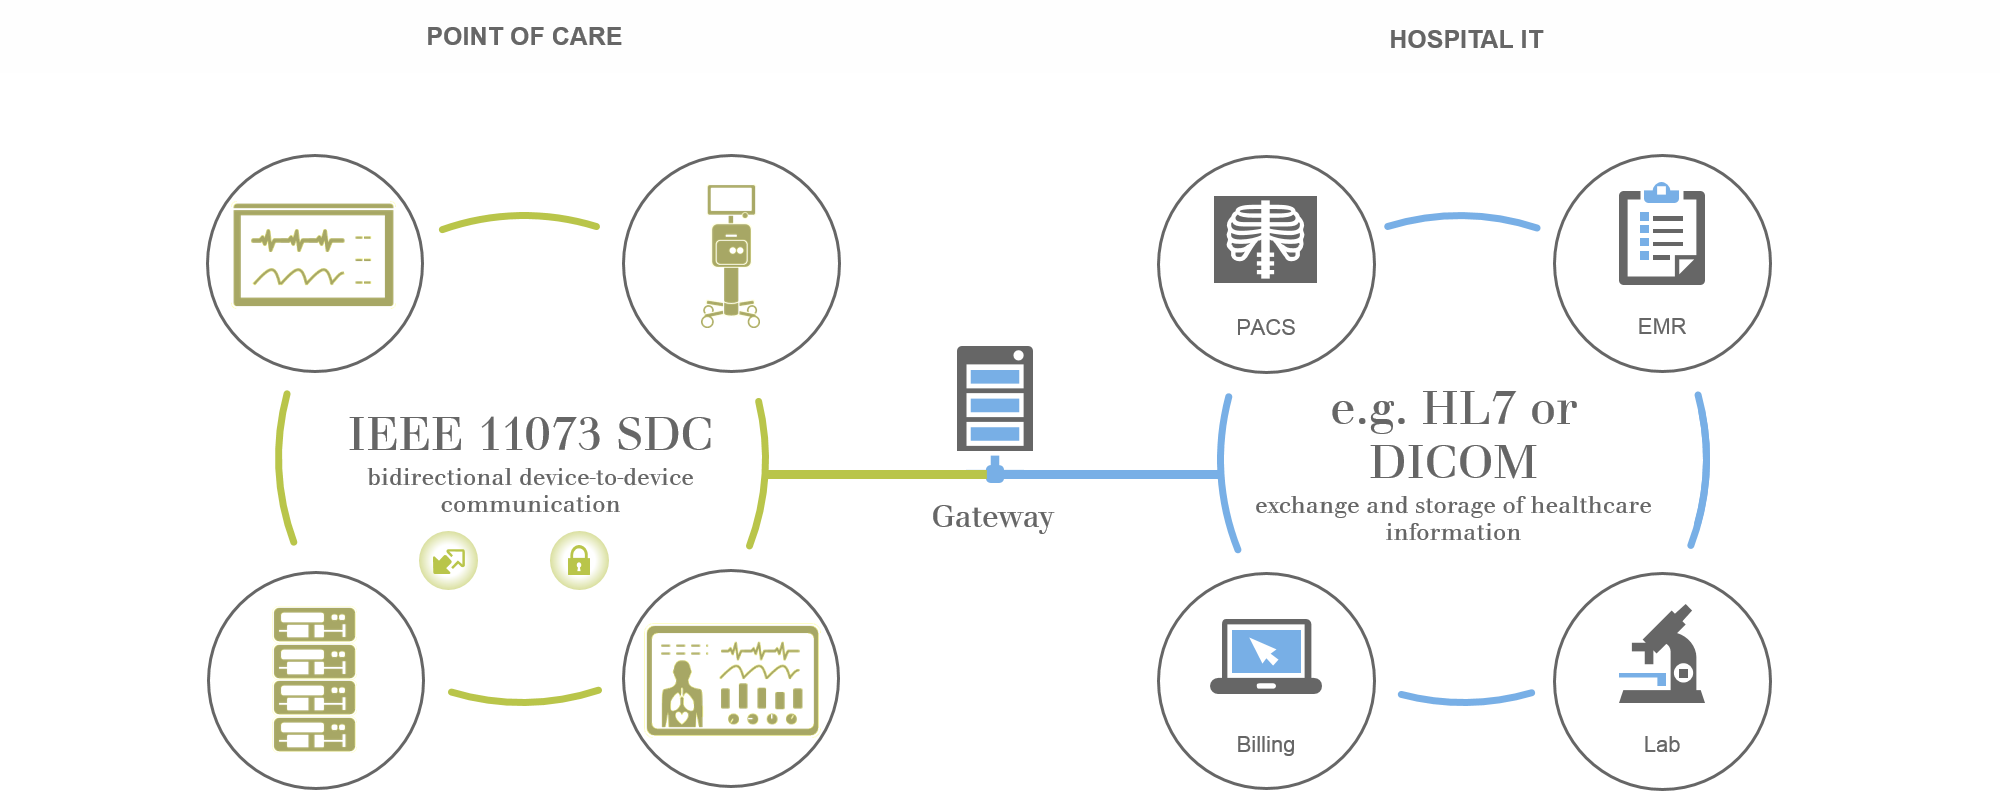 POINT OF CARE
HOSPITAL IT
IEEE 11073 SDC
bidirectional device-to-device
communication
Gateway
PACS
EMR
e.g. HL7 or
DICOM
exchange and storage of healthcare
information
Billing
Lab